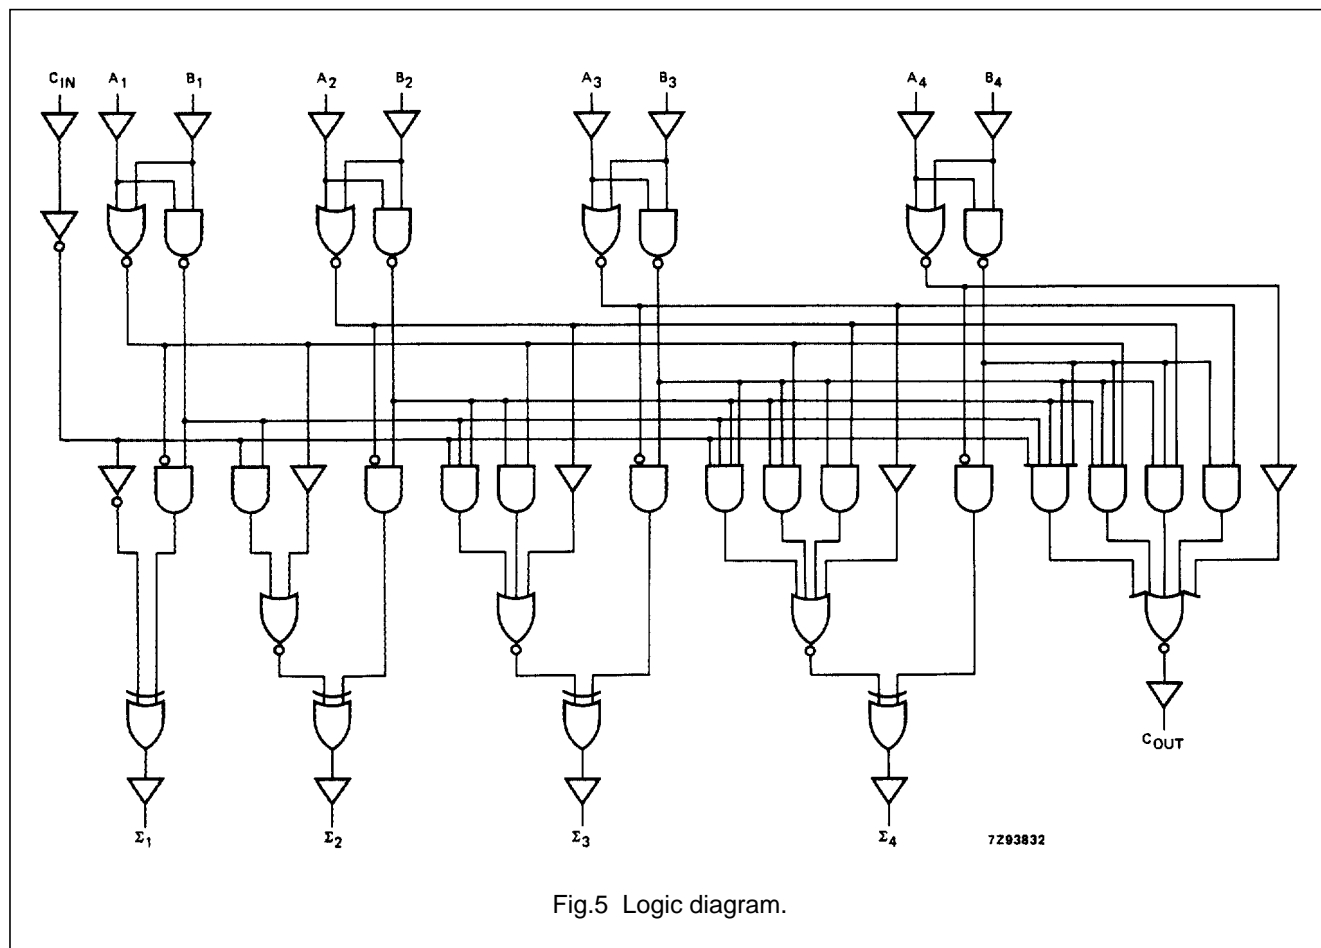 C_IN A_1 B_1 A_2 B_2 A_3 B_3 A_4 B_4
C_OUT
Σ_1 Σ_2 Σ_3 Σ_4 7Z93832
Fig.5 Logic diagram.